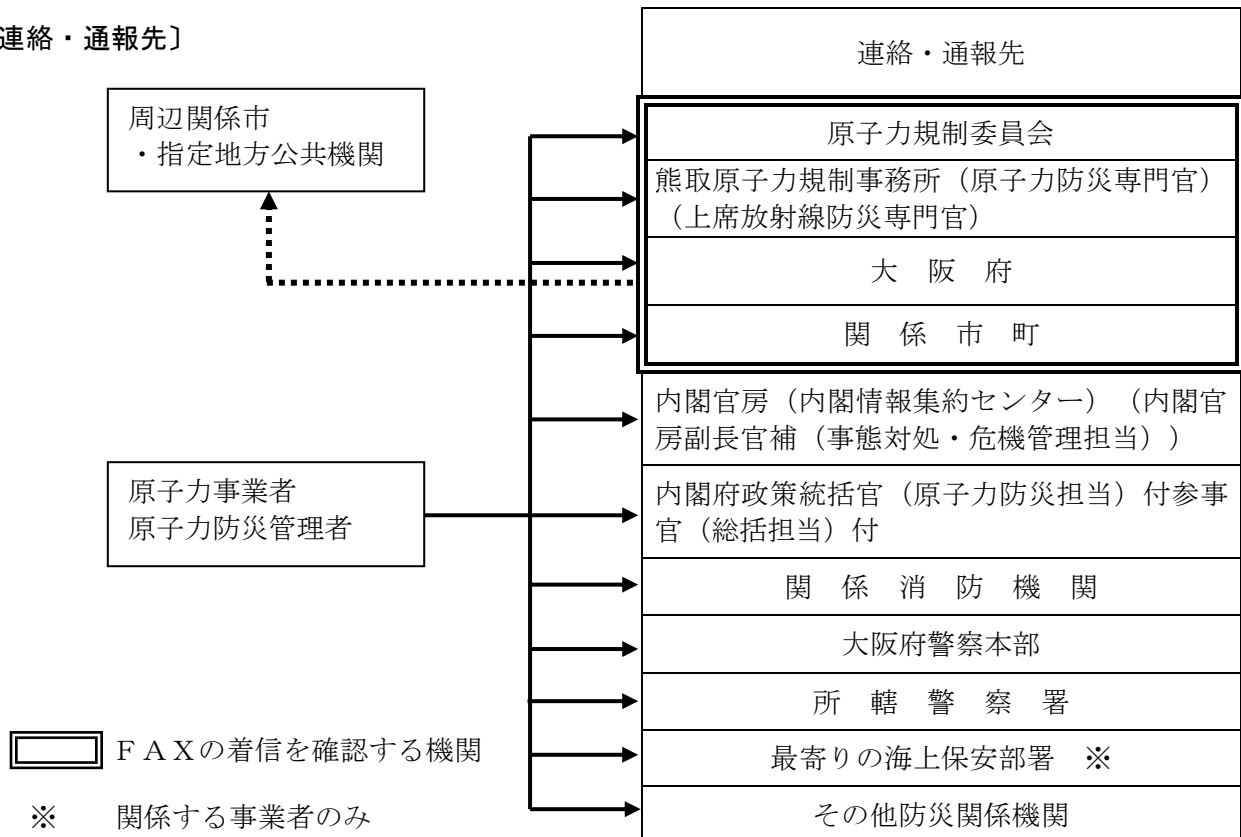 連絡・通報先〕
連絡・通報先
周辺関係市
・指定地方公共機関
原子力規制委員会
熊取原子力規制事務所（原子力防災専門官）
（上席放射線防災専門官）
大　阪　府
関　係　市　町
内閣官房（内閣情報集約センター）（内閣官
房副長官補（事態対処・危機管理担当））
原子力事業者
原子力防災管理者
内閣府政策統括官（原子力防災担当）付参事
官（総括担当）付
関　係　消　防　機　関
大阪府警察本部
所　轄　警　察　署
最寄りの海上保安部署　※
その他防災関係機関
ＦＡＸの着信を確認する機関
※　関係する事業者のみ